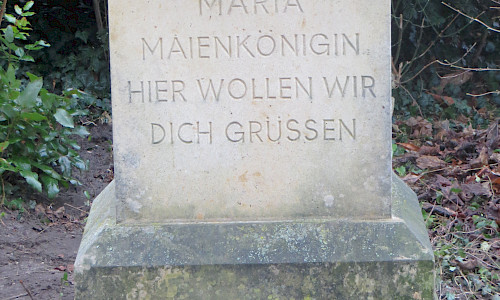 MARIA
MAIENKÖNIGIN
HIER WOLLEN WIR
DICH GRÜSSEN